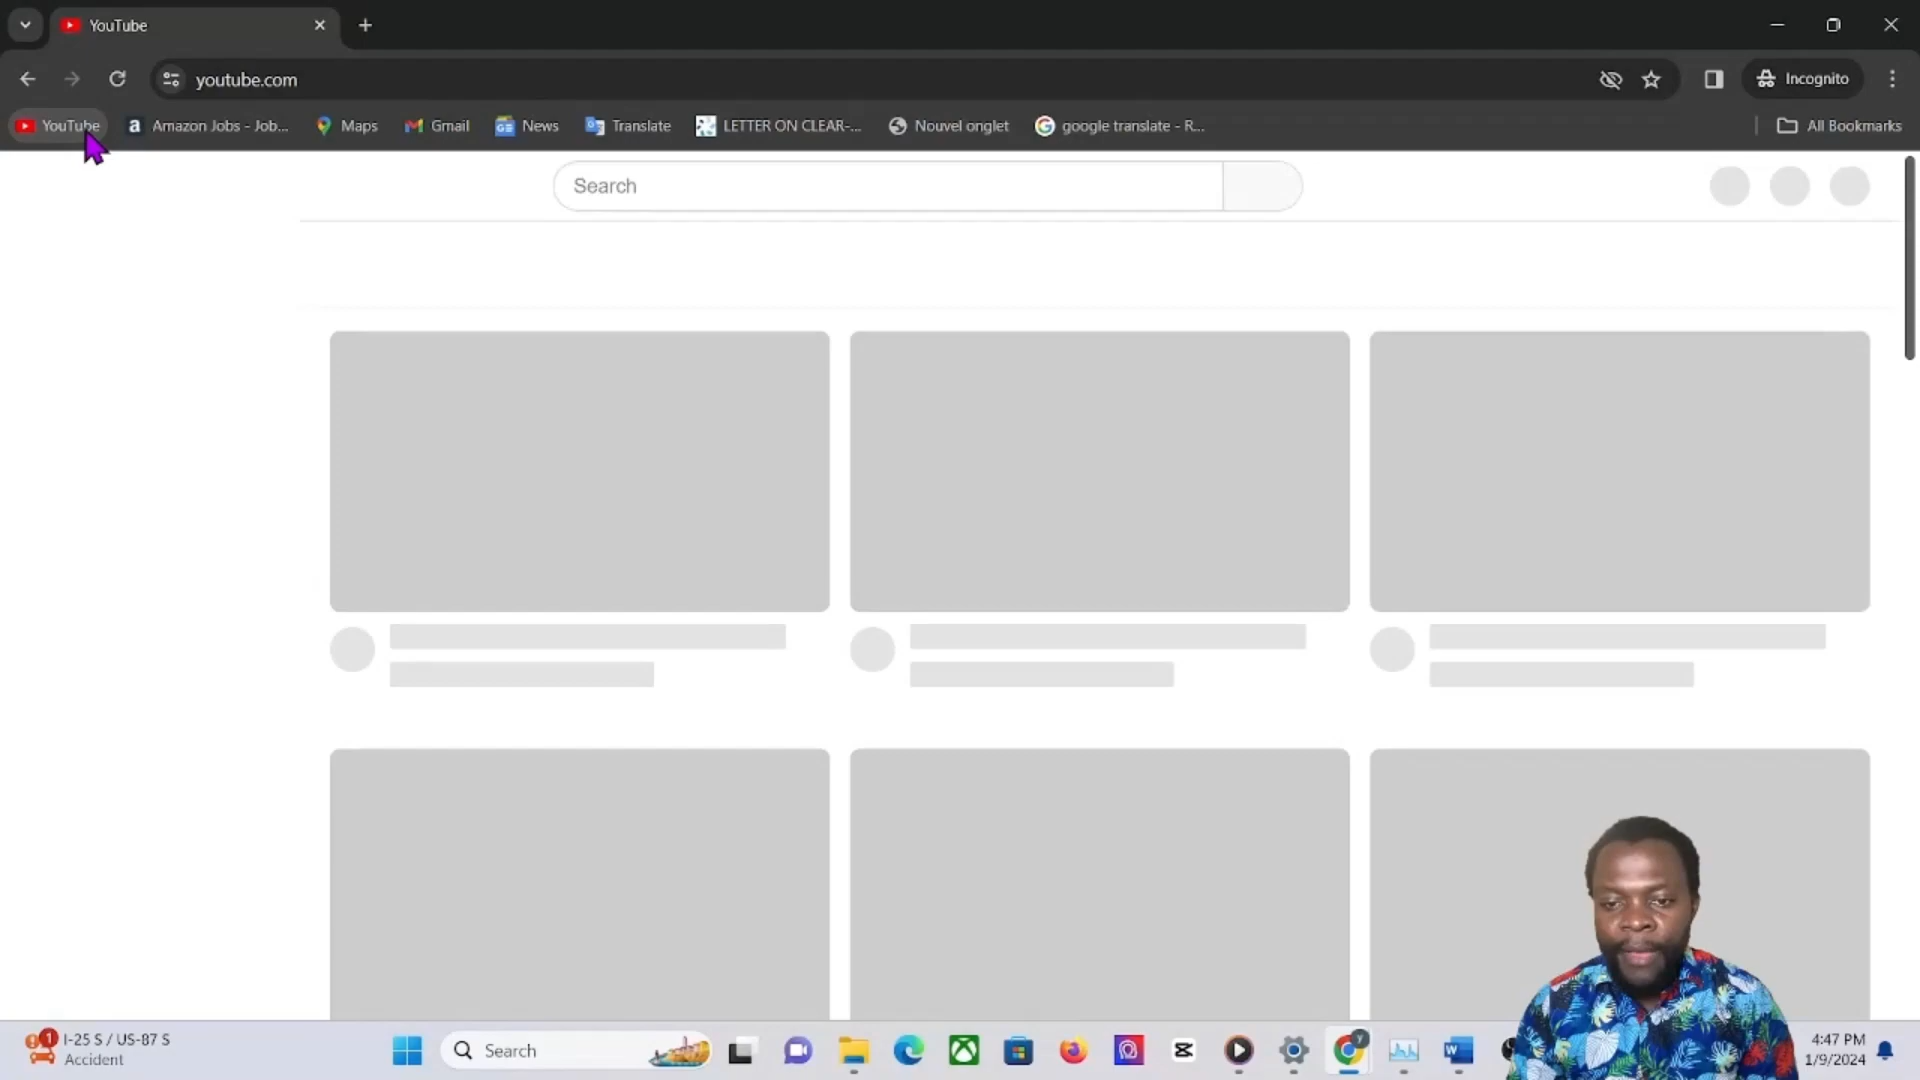 YouTube
youtube.com
Incognito
YouTube
Amazon Jobs - Job...
Maps
Gmail
News
Translate
LETTER ON CLEAR-...
Nouvel onglet
google translate - R...
All Bookmarks
Search
1
I-25 S / US-87 S
Accident
Search
4:47 PM
1/9/2024